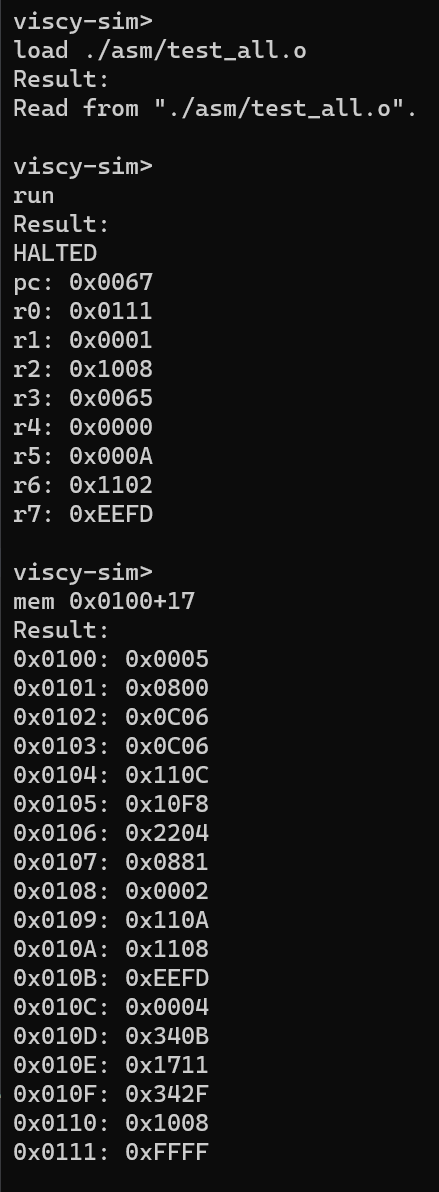 viscy-sim>
load ./asm/test_all.o
Result:
Read from "./asm/test_all.o".
viscy-sim>
run
Result:
HALTED
pc: 0x0067
r0: 0x0111
r1: 0x0001
r2: 0x1008
r3: 0x0065
r4: 0x0000
r5: 0x000A
r6: 0x1102
r7: 0xEEFD
viscy-sim>
mem 0x0100+17
Result:
0x0100: 0x0005
0x0101: 0x0800
0x0102: 0x0C06
0x0103: 0x0C06
0x0104: 0x110C
0x0105: 0x10F8
0x0106: 0x2204
0x0107: 0x0881
0x0108: 0x0002
0x0109: 0x110A
0x010A: 0x1108
0x010B: 0xEEFD
0x010C: 0x0004
0x010D: 0x340B
0x010E: 0x1711
0x010F: 0x342F
0x0110: 0x1008
0x0111: 0xFFFF